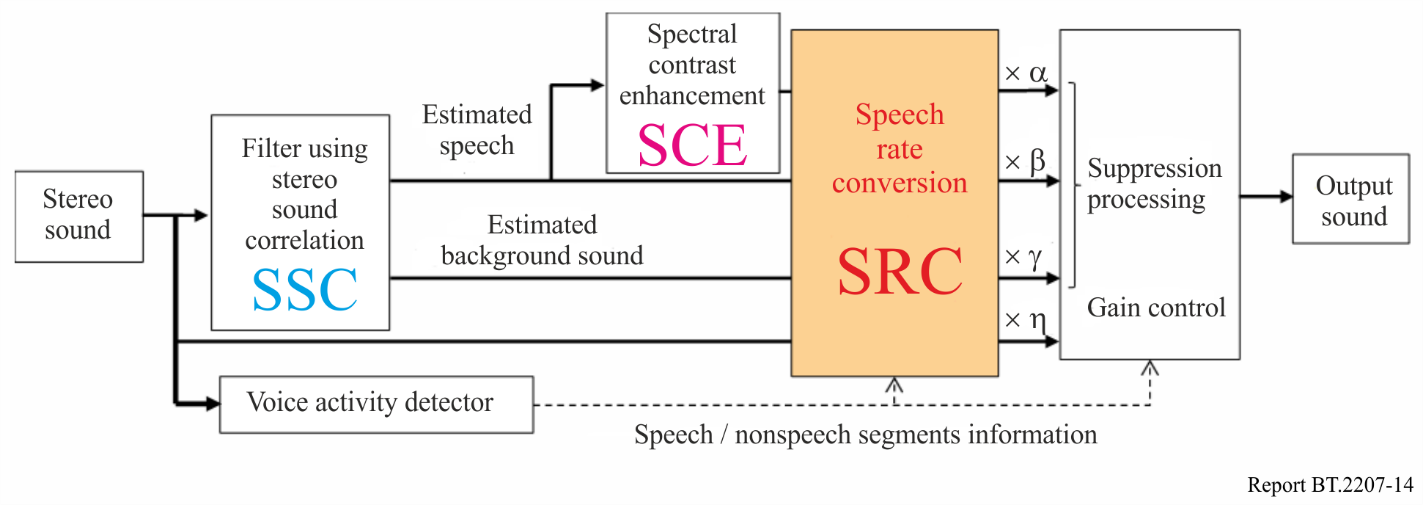 Stereo
sound
Filter using
stereo
sound
correlation
SSC
Estimated
speech
Estimated
background sound
Spectral
contrast
enhancement
SCE
Speech
rate
conversion
SRC
× α
× β
× γ
× η
Suppression
processing
Gain control
Output
sound
Voice activity detector
Speech / nonspeech segments information
Report BT.2207-14